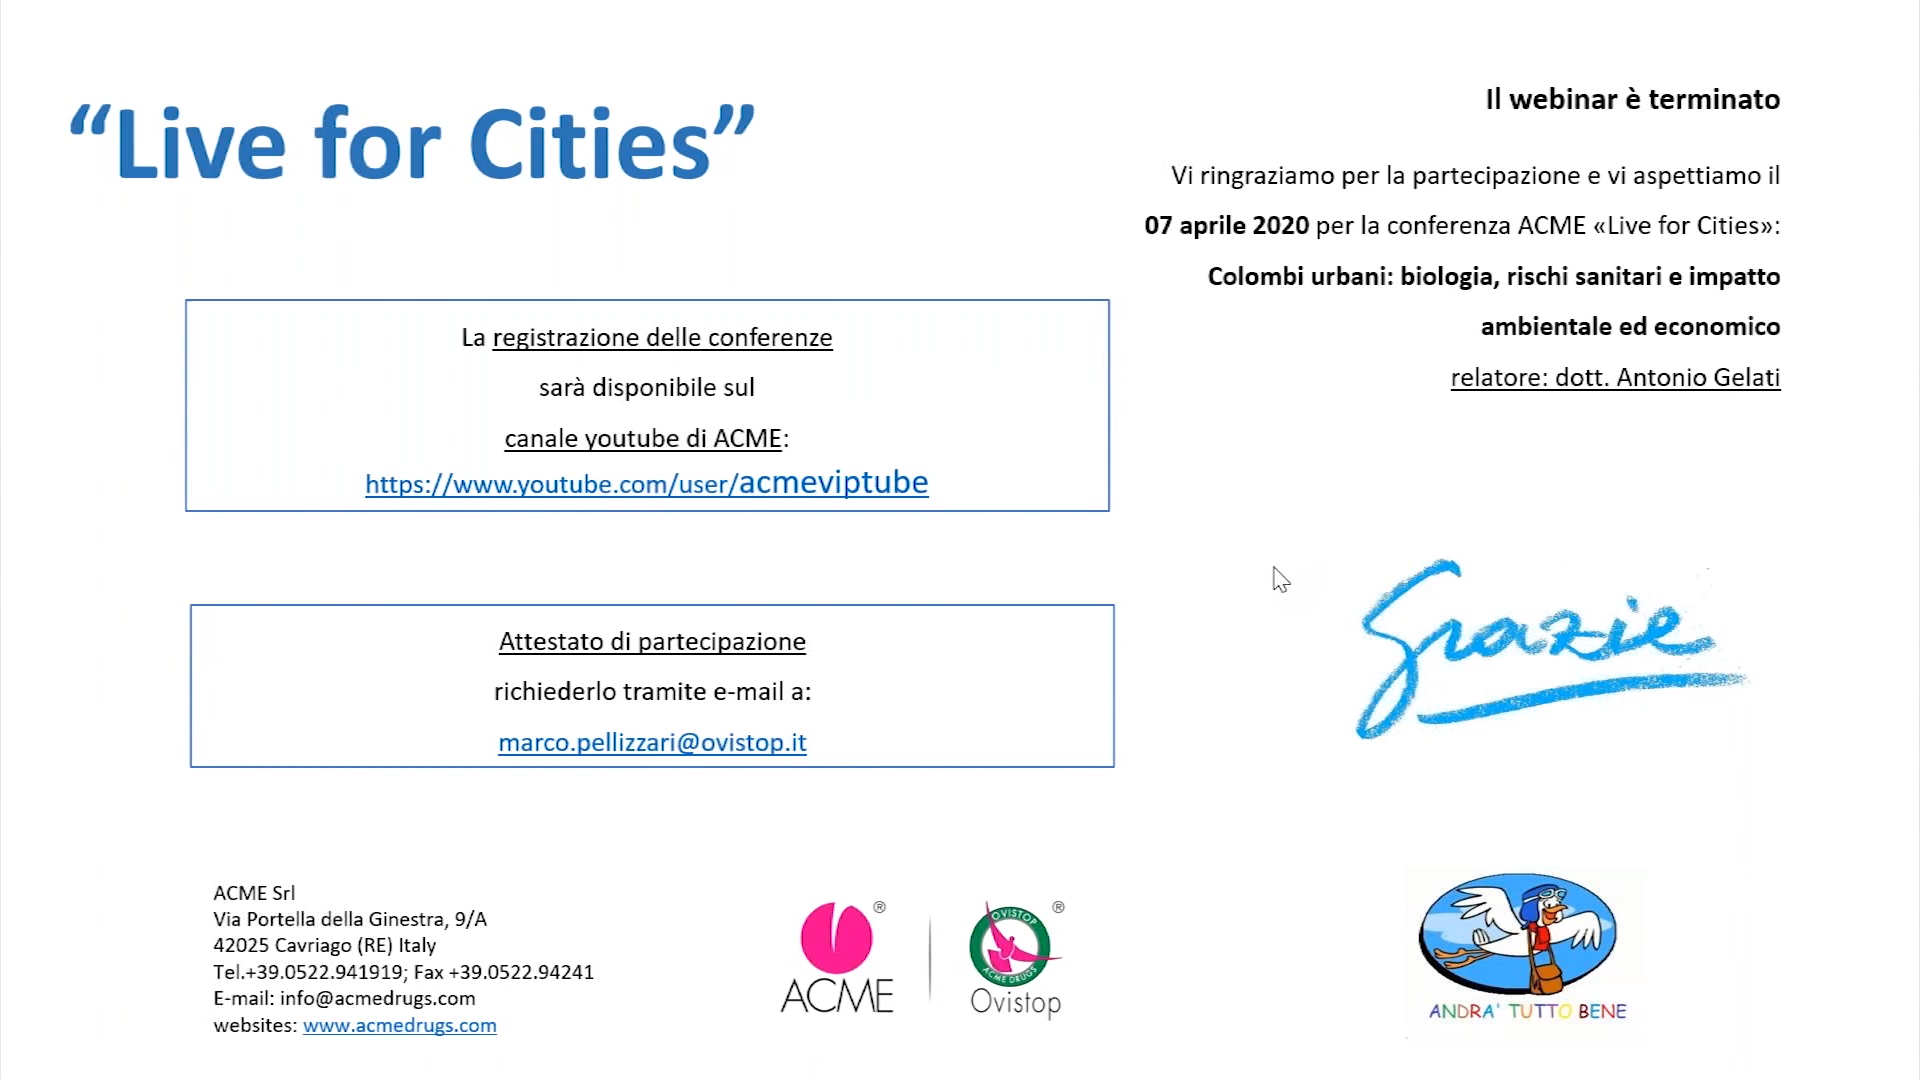 “Live for Cities”
Il webinar è terminato
Vi ringraziamo per la partecipazione e vi aspettiamo il
07 aprile 2020 per la conferenza ACME «Live for Cities»:
Colombi urbani: biologia, rischi sanitari e impatto
ambientale ed economico
relatore: dott. Antonio Gelati
La registrazione delle conferenze
sarà disponibile sul
canale youtube di ACME:
https://www.youtube.com/user/acmeviptube
Attestato di partecipazione
richiederlo tramite e-mail a:
marco.pellizzari@ovistop.it
Grazie
ACME Srl
Via Portella della Ginestra, 9/A
42025 Cavriago (RE) Italy
Tel.+39.0522.941919; Fax +39.0522.94241
E-mail: info@acmedrugs.com
websites: www.acmedrugs.com
®
ACME
®
OVISTOP
ACME DRUGS
Ovistop
ANDRA' TUTTO BENE